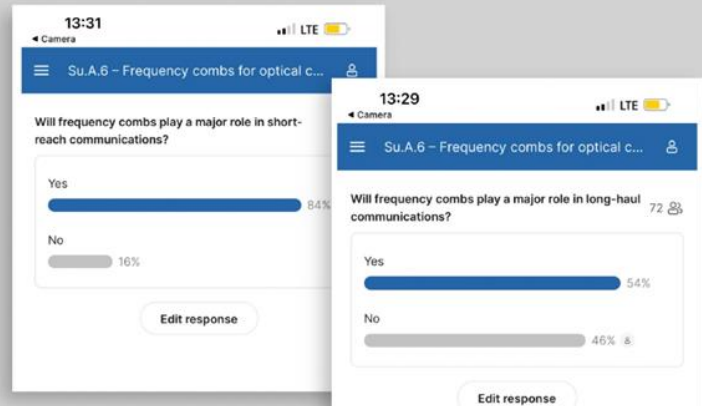 13:31
◄ Camera
LTE
Su.A.6 – Frequency combs for optical c...
Will frequency combs play a major role in short-
reach communications?
Yes
84%
No
16%
Edit response
13:29
◄ Camera
LTE
Su.A.6 – Frequency combs for optical c...
Will frequency combs play a major role in long-haul
communications?
72
Yes
54%
No
46%
Edit response